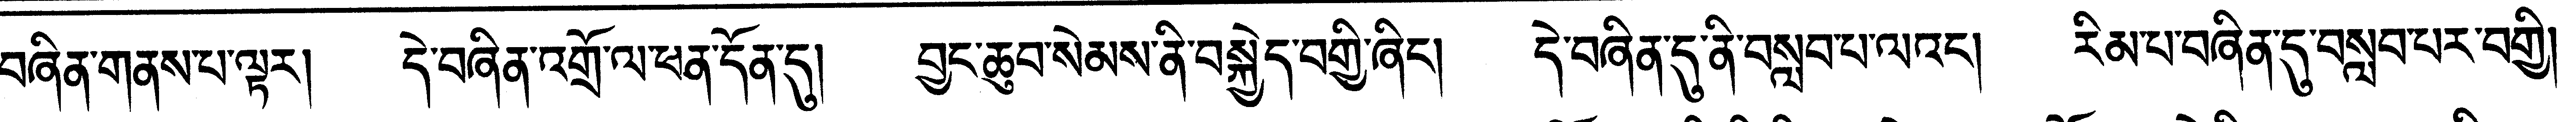 བཞིན་གནས་པ་ལྟར། དེ་བཞིན་འགྲོ་ལ་ཕན་དོན་དུ། བྱང་ཆུབ་སེམས་ནི་བསྐྱེད་བགྱི་ཞིང། དེ་བཞིན་དུ་ནི་བསླབ་པ་ལའང། རིམ་པ་བཞིན་དུ་བསླབ་པར་བགྱི།